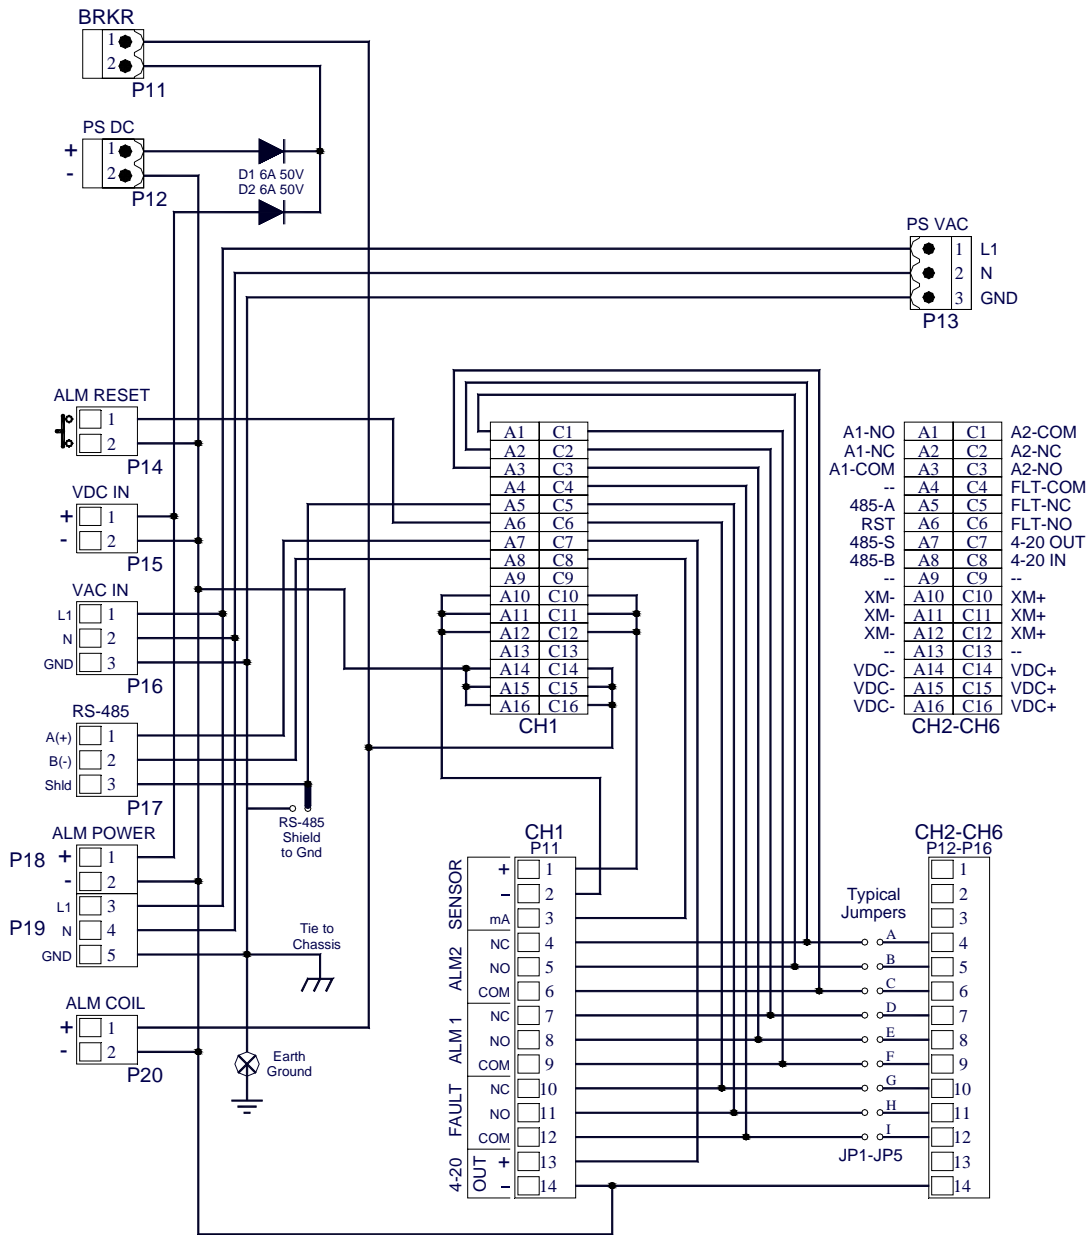 BRKR
1
2
P11
PS DC
+ 1
- 2
P12
D1 6A 50V
D2 6A 50V
PS VAC
1 L1
2 N
3 GND
P13
ALM RESET
1
2
P14
VDC IN
+ 1
- 2
P15
VAC IN
L1 1
N 2
GND 3
P16
RS-485
A(+) 1
B(-) 2
Shld 3
P17
RS-485
Shield
to Gnd
ALM POWER
P18 + 1
- 2
L1 3
P19 N 4
GND 5
Tie to
Chassis
ALM COIL
+ 1
- 2
P20
Earth
Ground
A1 C1
A2 C2
A3 C3
A4 C4
A5 C5
A6 C6
A7 C7
A8 C8
A9 C9
A10 C10
A11 C11
A12 C12
A13 C13
A14 C14
A15 C15
A16 C16
CH1
A1-NO A1 C1 A2-COM
A1-NC A2 C2 A2-NC
A1-COM A3 C3 A2-NO
-- A4 C4 FLT-COM
485-A A5 C5 FLT-NC
RST A6 C6 FLT-NO
485-S A7 C7 4-20 OUT
485-B A8 C8 4-20 IN
-- A9 C9 --
XM- A10 C10 XM+
XM- A11 C11 XM+
XM- A12 C12 XM+
-- A13 C13 --
VDC- A14 C14 VDC+
VDC- A15 C15 VDC+
VDC- A16 C16 VDC+
CH2-CH6
CH1
P11
SENSOR
+ 1
- 2
mA 3
ALM2
NC 4
NO 5
COM 6
ALM 1
NC 7
NO 8
COM 9
FAULT
NC 10
NO 11
COM 12
4-20
OUT
+ 13
- 14
Typical
Jumpers
A
B
C
D
E
F
G
H
I
JP1-JP5
CH2-CH6
P12-P16
1
2
3
4
5
6
7
8
9
10
11
12
13
14